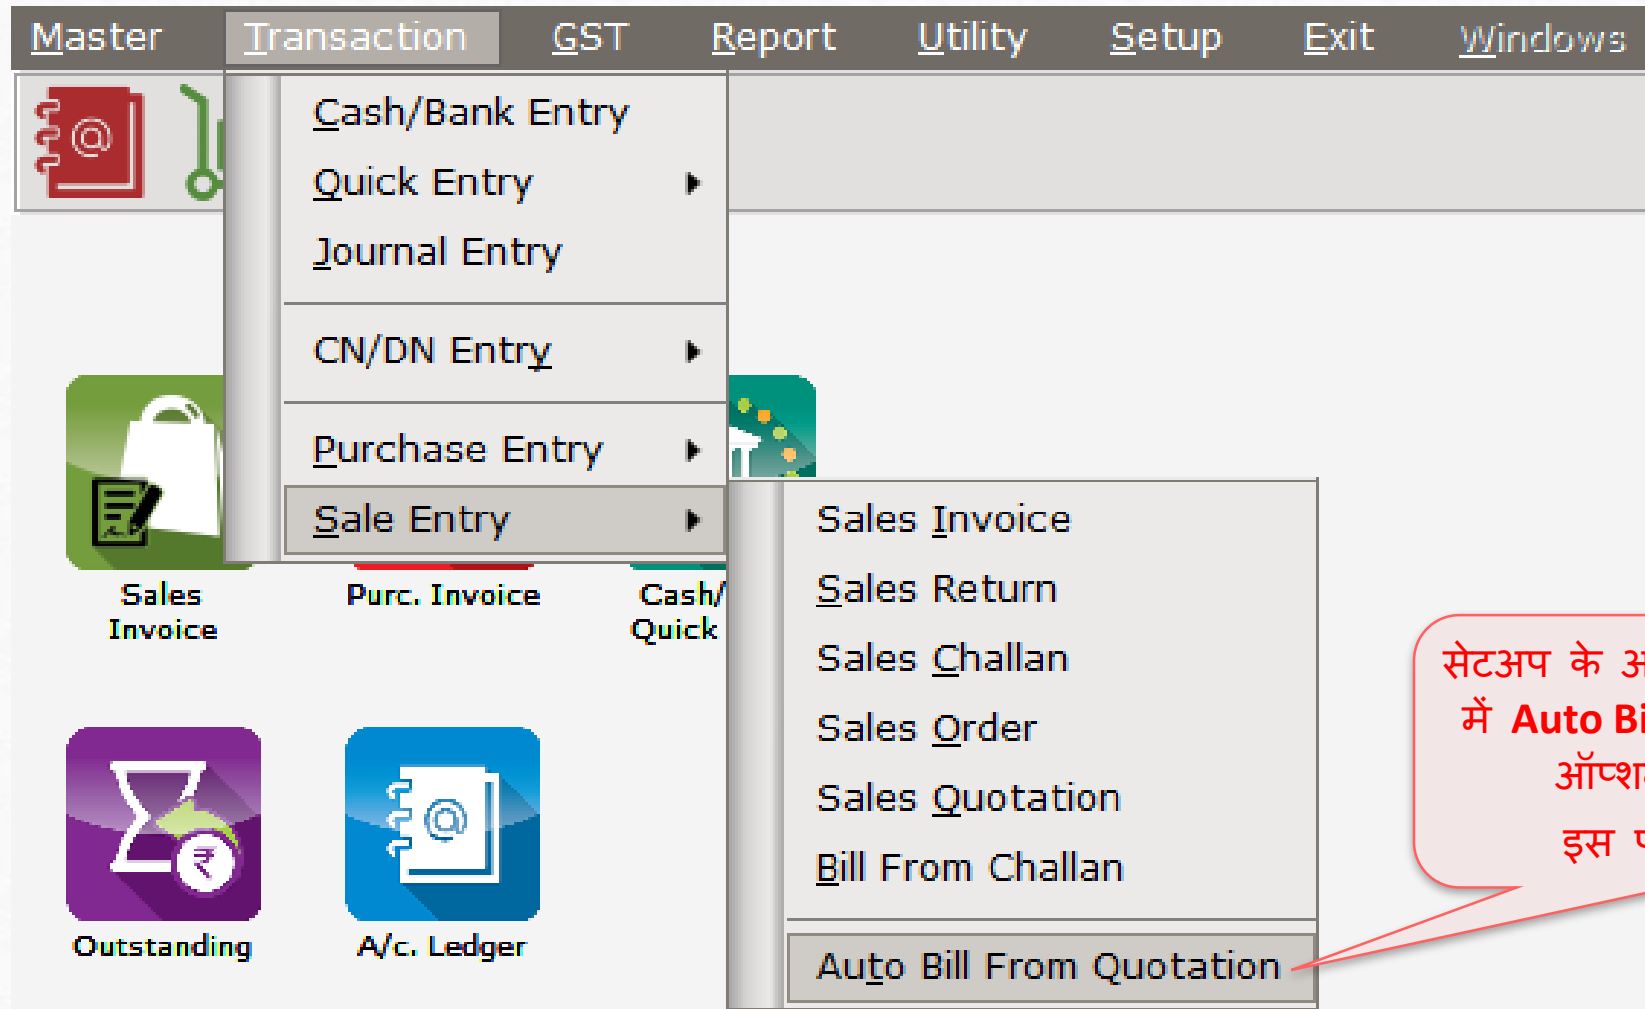 Master Transaction GST Report Utility Setup Exit Windows
Cash/Bank Entry
Quick Entry
Journal Entry
CN/DN Entry
Purchase Entry
Sale Entry
Sales Invoice
Sales Return
Sales Challan
Sales Order
Sales Quotation
Bill From Challan
Auto Bill From Quotation
Sales
Invoice
Purc. Invoice
Cash/
Quick
Outstanding
A/c. Ledger
सेटअप के
में Auto
इस